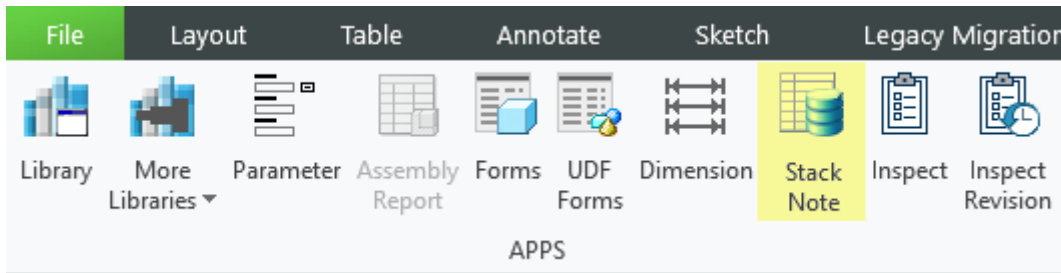 File Layout Table Annotate Sketch Legacy Migration
Library More Libraries Parameter Assembly Report Forms UDF Forms Dimension Stack Note Inspect Inspect Revision
APPS